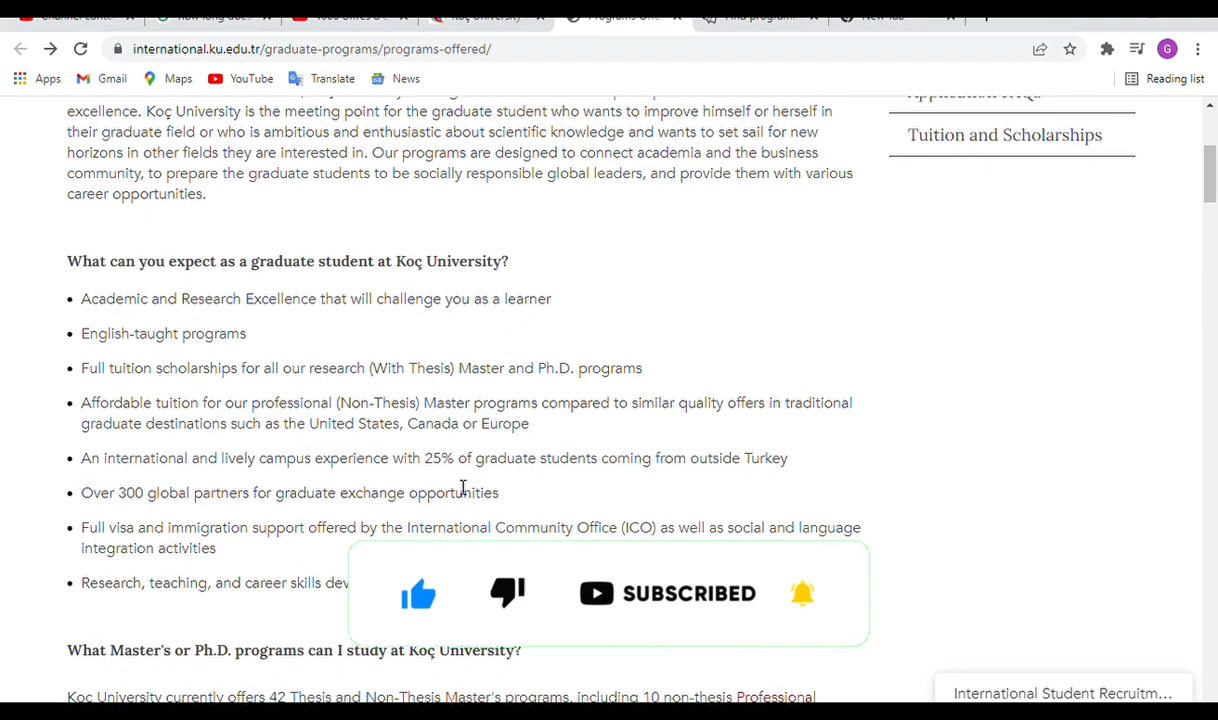 international.ku.edu.tr/graduate-programs/programs-offered/
G
Apps Gmail Maps YouTube Translate News Reading list
excellence. Koç University is the meeting point for the graduate student who wants to improve himself or herself in
their graduate field or who is ambitious and enthusiastic about scientific knowledge and wants to set sail for new
horizons in other fields they are interested in. Our programs are designed to connect academia and the business
community, to prepare the graduate students to be socially responsible global leaders, and provide them with various
career opportunities.
Tuition and Scholarships
What can you expect as a graduate student at Koç University?
Academic and Research Excellence that will challenge you as a learner
English-taught programs
Full tuition scholarships for all our research (With Thesis) Master and Ph.D. programs
Affordable tuition for our professional (Non-Thesis) Master programs compared to similar quality offers in traditional
graduate destinations such as the United States, Canada or Europe
An international and lively campus experience with 25% of graduate students coming from outside Turkey
Over 300 global partners for graduate exchange opportunities
Full visa and immigration support offered by the International Community Office (ICO) as well as social and language
integration activities
Research, teaching, and career skills dev
SUBSCRIBED
What Master's or Ph.D. programs can I study at Koç University?
Koç University currently offers 42 Thesis and Non-Thesis Master's programs, including 10 non-thesis Professional
International Student Recruitm...